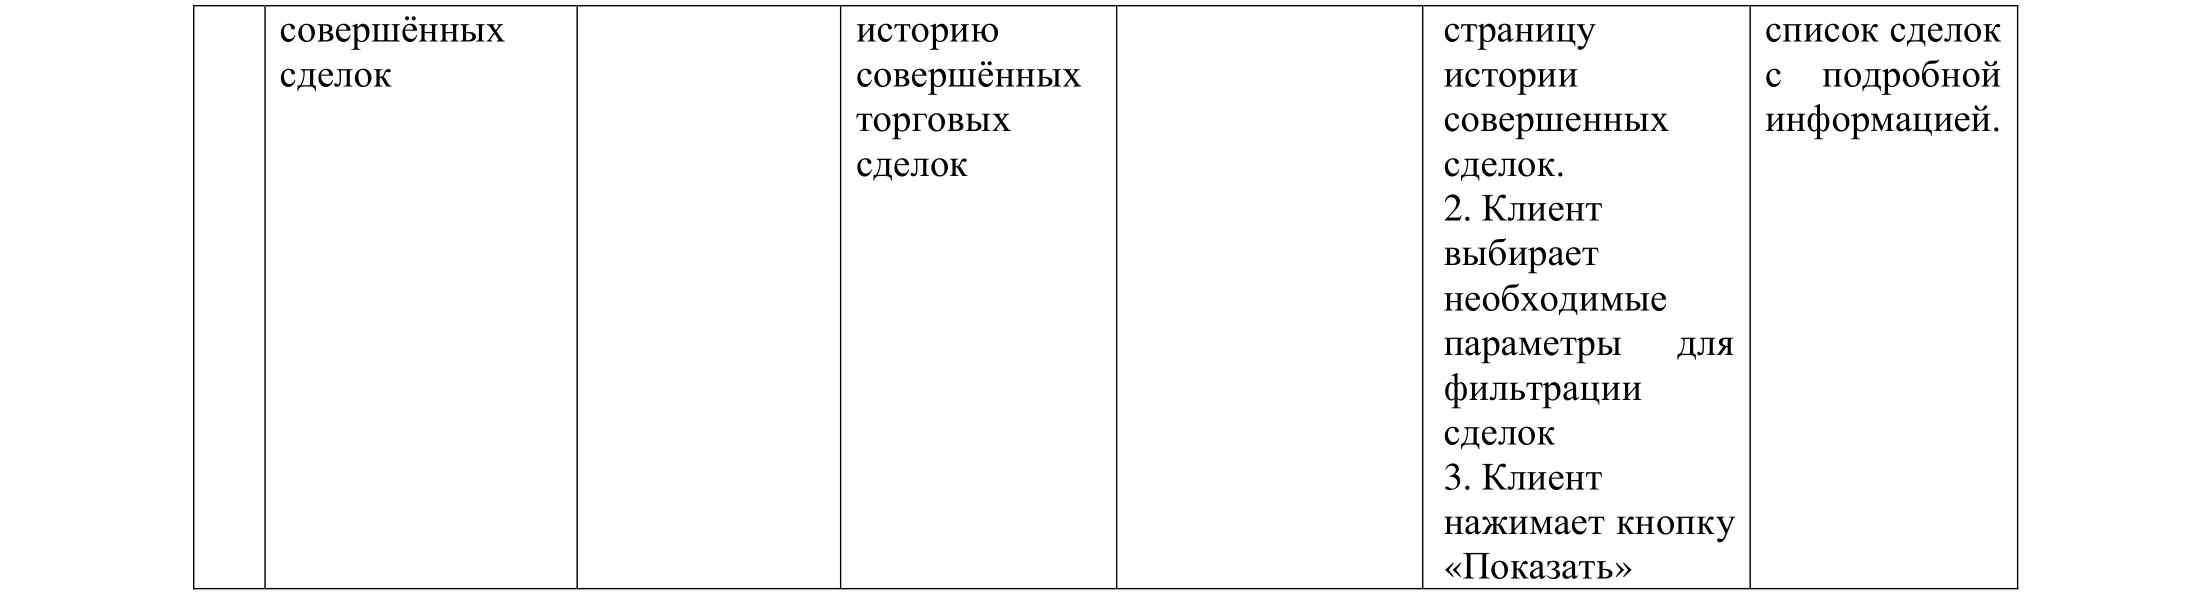 совершённых
сделок
историю
совершённых
торговых
сделок
страницу
истории
совершенных
сделок.
2. Клиент
выбирает
необходимые
параметры для
фильтрации
сделок
3. Клиент
нажимает кнопку
«Показать»
список сделок
с подробной
информацией.